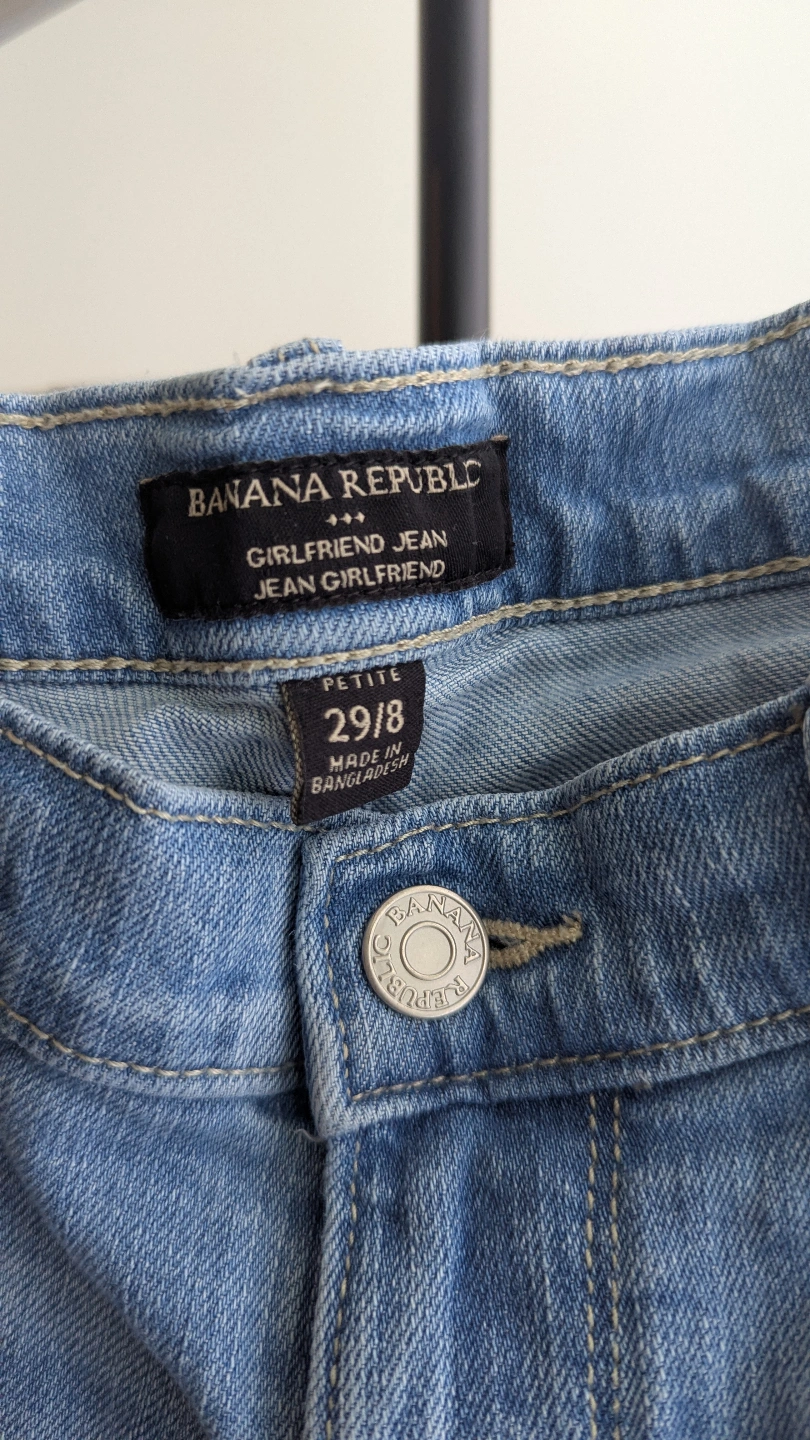 BANANA REPUBLIC
GIRLFRIEND JEAN
JEAN GIRLFRIEND
PETITE
29/8
MADE IN
BANGLADESH
BANANA REPUBLIC